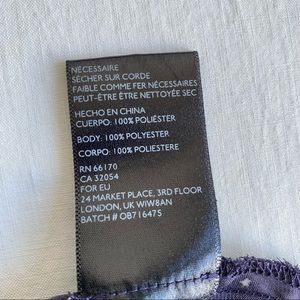 NÉCESSAIRE
SÉCHER SUR CORDE
FAIBLE COMME FER NÉCESSAIRES
PEUT-ÊTRE ÊTRE NETTOYÉE SEC
HECHO EN CHINA
CUERPO: 100% POLIÉSTER
BODY: 100% POLYESTER
CORPO: 100% POLIESTERE
RN 66170
CA 32054
FOR EU
24 MARKET PLACE, 3RD FLOOR
LONDON, UK WIW8AN
BATCH # OB716475